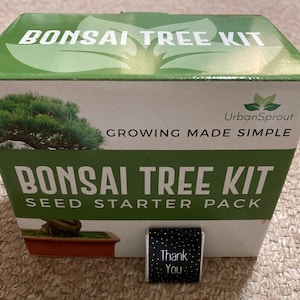 BONSAI TREE KIT
UrbanSprout
GROWING MADE SIMPLE
BONSAI TREE KIT
SEED STARTER PACK
Thank
You